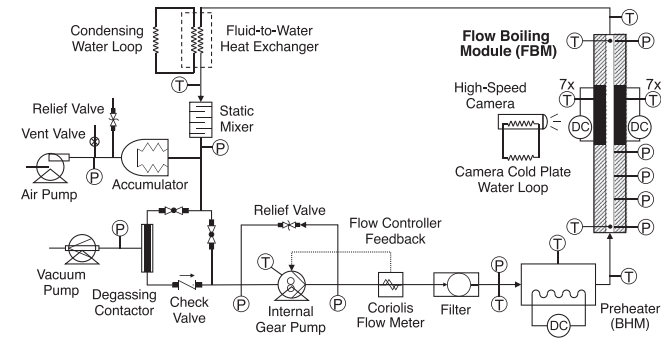 Condensing
Water Loop
Fluid-to-Water
Heat Exchanger
T
Flow Boiling
Module (FBM)
T
P
T
7x
T
7x
T
DC
DC
High-Speed
Camera
Camera Cold Plate
Water Loop
P
P
P
T
P
T
Static
Mixer
P
Relief Valve
Vent Valve
P
Air Pump
Accumulator
P
Vacuum
Pump
Degassing
Contactor
Check
Valve
Relief Valve
Flow Controller
Feedback
P
T
Internal
Gear Pump
P
Coriolis
Flow Meter
Filter
P
T
T
DC
Preheater
(BHM)